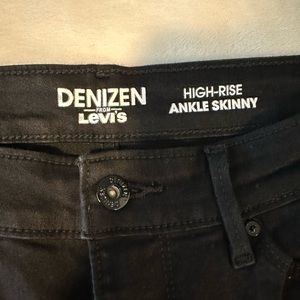 DENIZEN
FROM
Levi's
HIGH-RISE
ANKLE SKINNY